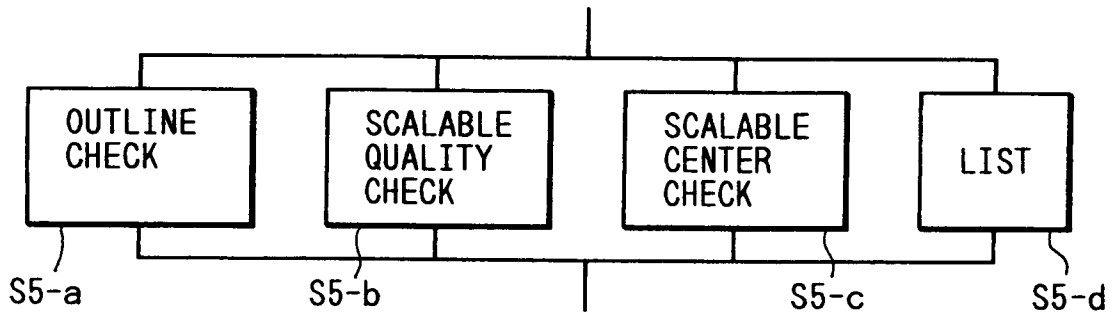 OUTLINE
CHECK
SCALABLE
QUALITY
CHECK
SCALABLE
CENTER
CHECK
LIST
S5-a
S5-b
S5-c
S5-d